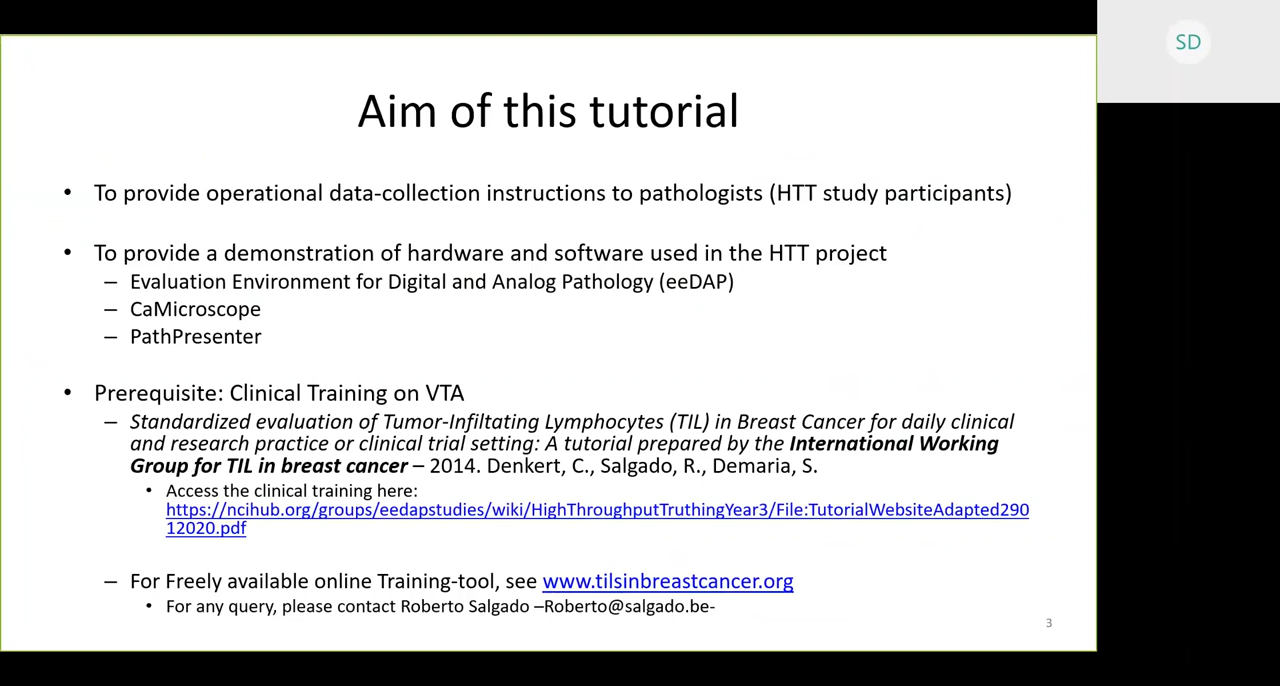 SD
Aim of this tutorial
• To provide operational data-collection instructions to pathologists (HTT study participants)
• To provide a demonstration of hardware and software used in the HTT project
– Evaluation Environment for Digital and Analog Pathology (eeDAP)
– CaMicroscope
– PathPresenter
• Prerequisite: Clinical Training on VTA
– Standardized evaluation of Tumor-Infiltating Lymphocytes (TIL) in Breast Cancer for daily clinical
and research practice or clinical trial setting: A tutorial prepared by the International Working
Group for TIL in breast cancer – 2014. Denkert, C., Salgado, R., Demaria, S.
• Access the clinical training here:
https://ncihub.org/groups/eedapstudies/wiki/HighThroughputTruthingYear3/File:TutorialWebsiteAdapted290
12020.pdf
– For Freely available online Training-tool, see www.tilsinbreastcancer.org
• For any query, please contact Roberto Salgado –Roberto@salgado.be-
3